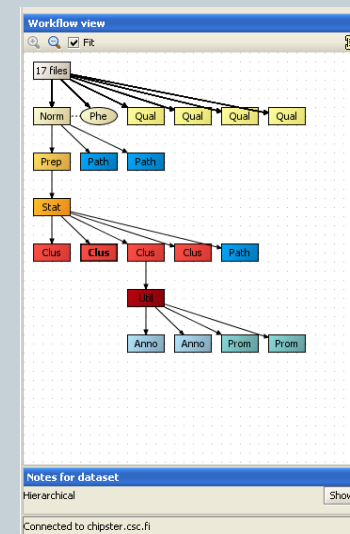 Workflow view
Fit
17 files
Norm Phe Qual Qual Qual Qual
Prep Path Path
Stat
Clus Clus Clus Clus Path
Util
Anno Anno Prom Prom
Notes for dataset
Hierarchical Show
Connected to chipster.csc.fi